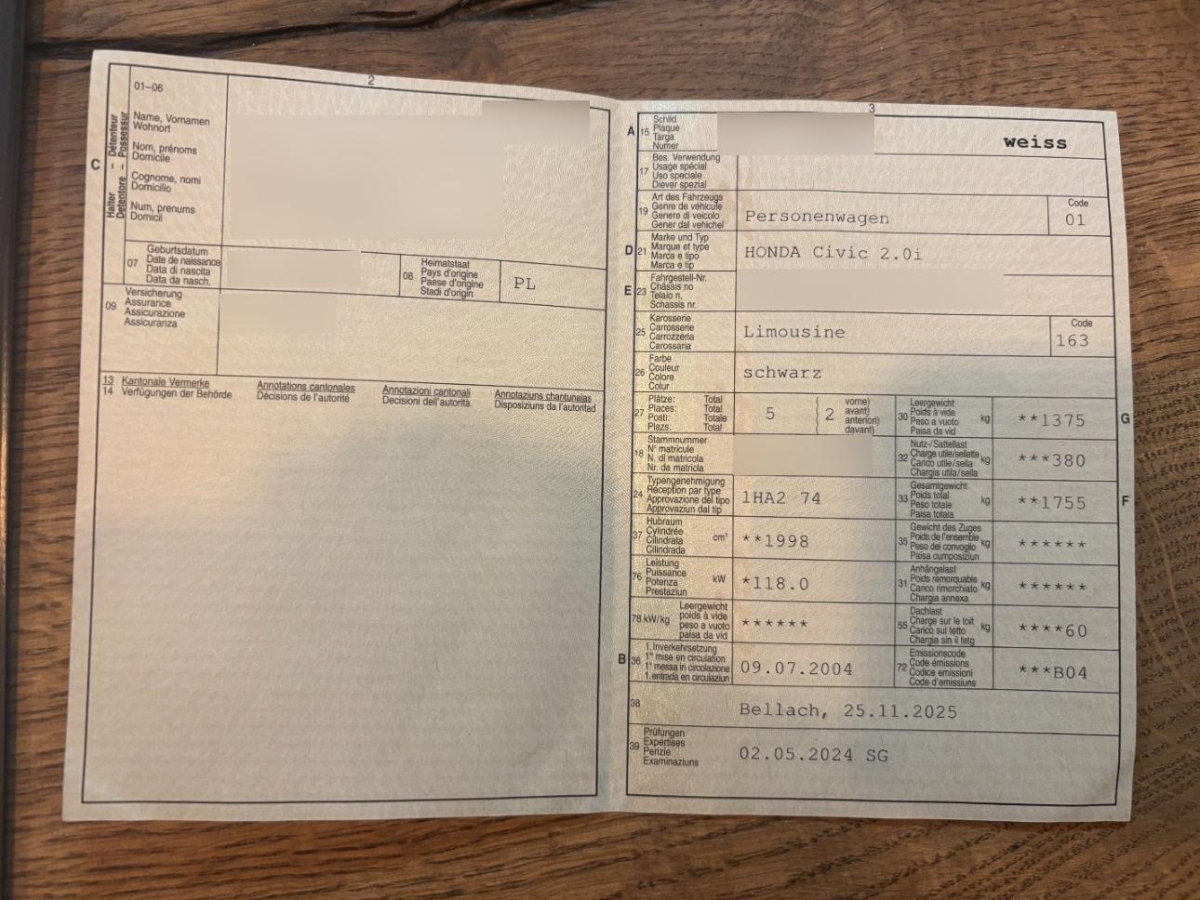 2
01–06
Name, Vornamen
Wohnort
Nom, prénoms
Domicile
Cognome, nomi
Domicilio
Num, prenums
Domicil
C
Halter – Détenteur
Detentore – Possessur
07
Geburtsdatum
Date de naissance
Data di nascita
Data da nasch.
08
Heimatstaat
Pays d'origine
Paese d'origine
Stadi d'origin
PL
09
Versicherung
Assurance
Assicurazione
Assicuranza
13
14
Kantonale Vermerke
Verfügungen der Behörde
Annotations cantonales
Décisions de l'autorité
Annotazioni cantonali
Decisioni dell'autorità
Annotaziuns chantunalas
Disposiziuns da l'autoritad
3
A
15
Schild
Plaque
Targa
Numer
weiss
17
Bes. Verwendung
Usage spécial
Uso speciale
Diever spezial
19
Art des Fahrzeugs
Genre de véhicule
Genere di veicolo
Gener dal vehichel
Personenwagen
Code
01
D
21
Marke und Typ
Marque et type
Marca e tipo
Marca e tip
HONDA Civic 2.0i
E
23
Fahrgestell-Nr.
Châssis no
Telaio n.
Schassis nr.
25
Karosserie
Carrosserie
Carrozzeria
Carossaria
Limousine
Code
163
26
Farbe
Couleur
Colore
Colur
schwarz
27
Plätze: Total
Places: Total
Posti: Totale
Plazs: Total
5
2
vorne)
avant)
anteriori)
davant)
30
Leergewicht
Poids à vide
Peso a vuoto
Paisa da vid
kg
**1375
G
18
Stammnummer
N° matricule
N. di matricola
Nr. da matricla
32
Nutz-/Sattellast
Charge utile/sellette
Carico utile/sella
Chargia utila/sella
kg
***380
24
Typengenehmigung
Réception par type
Approvazione del tipo
Approvaziun dal tip
1HA2 74
33
Gesamtgewicht
Poids total
Peso totale
Paisa totala
kg
**1755
F
37
Hubraum
Cylindrée
Cilindrata
Cilindrada
cm³
**1998
35
Gewicht des Zuges
Poids de l'ensemble
Peso del convoglio
Paisa cumposiziun
kg
******
76
Leistung
Puissance
Potenza
Prestaziun
kW
*118.0
31
Anhängelast
Poids remorquable
Carico rimorchiato
Chargia annexa
kg
******
78 kW/kg
Leergewicht
poids à vide
peso a vuoto
paisa da vid
******
55
Dachlast
Charge sur le toit
Carico sul tetto
Chargia sin il tetg
kg
****60
B
36
1. Inverkehrsetzung
1re mise en circulation
1a messa in circolazione
1. entrada en circulaziun
09.07.2004
72
Emissionscode
Code émissions
Codice emissioni
Code d'emissiuns
***B04
38
Bellach, 25.11.2025
39
Prüfungen
Expertises
Perizie
Examinaziuns
02.05.2024 SG